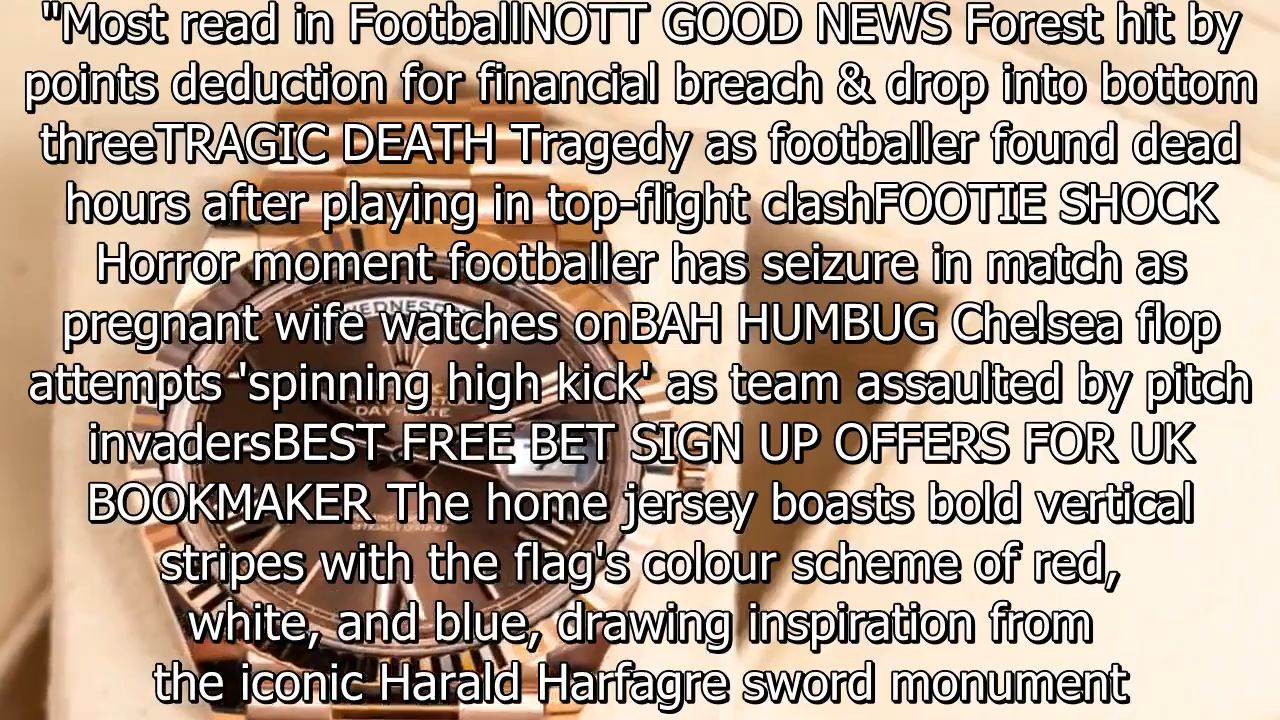 "Most read in FootballNOTT GOOD NEWS Forest hit by
points deduction for financial breach & drop into bottom
threeTRAGIC DEATH Tragedy as footballer found dead
hours after playing in top-flight clashFOOTIE SHOCK
Horror moment footballer has seizure in match as
pregnant wife watches onBAH HUMBUG Chelsea flop
attempts 'spinning high kick' as team assaulted by pitch
invadersBEST FREE BET SIGN UP OFFERS FOR UK
BOOKMAKER The home jersey boasts bold vertical
stripes with the flag's colour scheme of red,
white, and blue, drawing inspiration from
the iconic Harald Harfagre sword monument
DAY-DATE